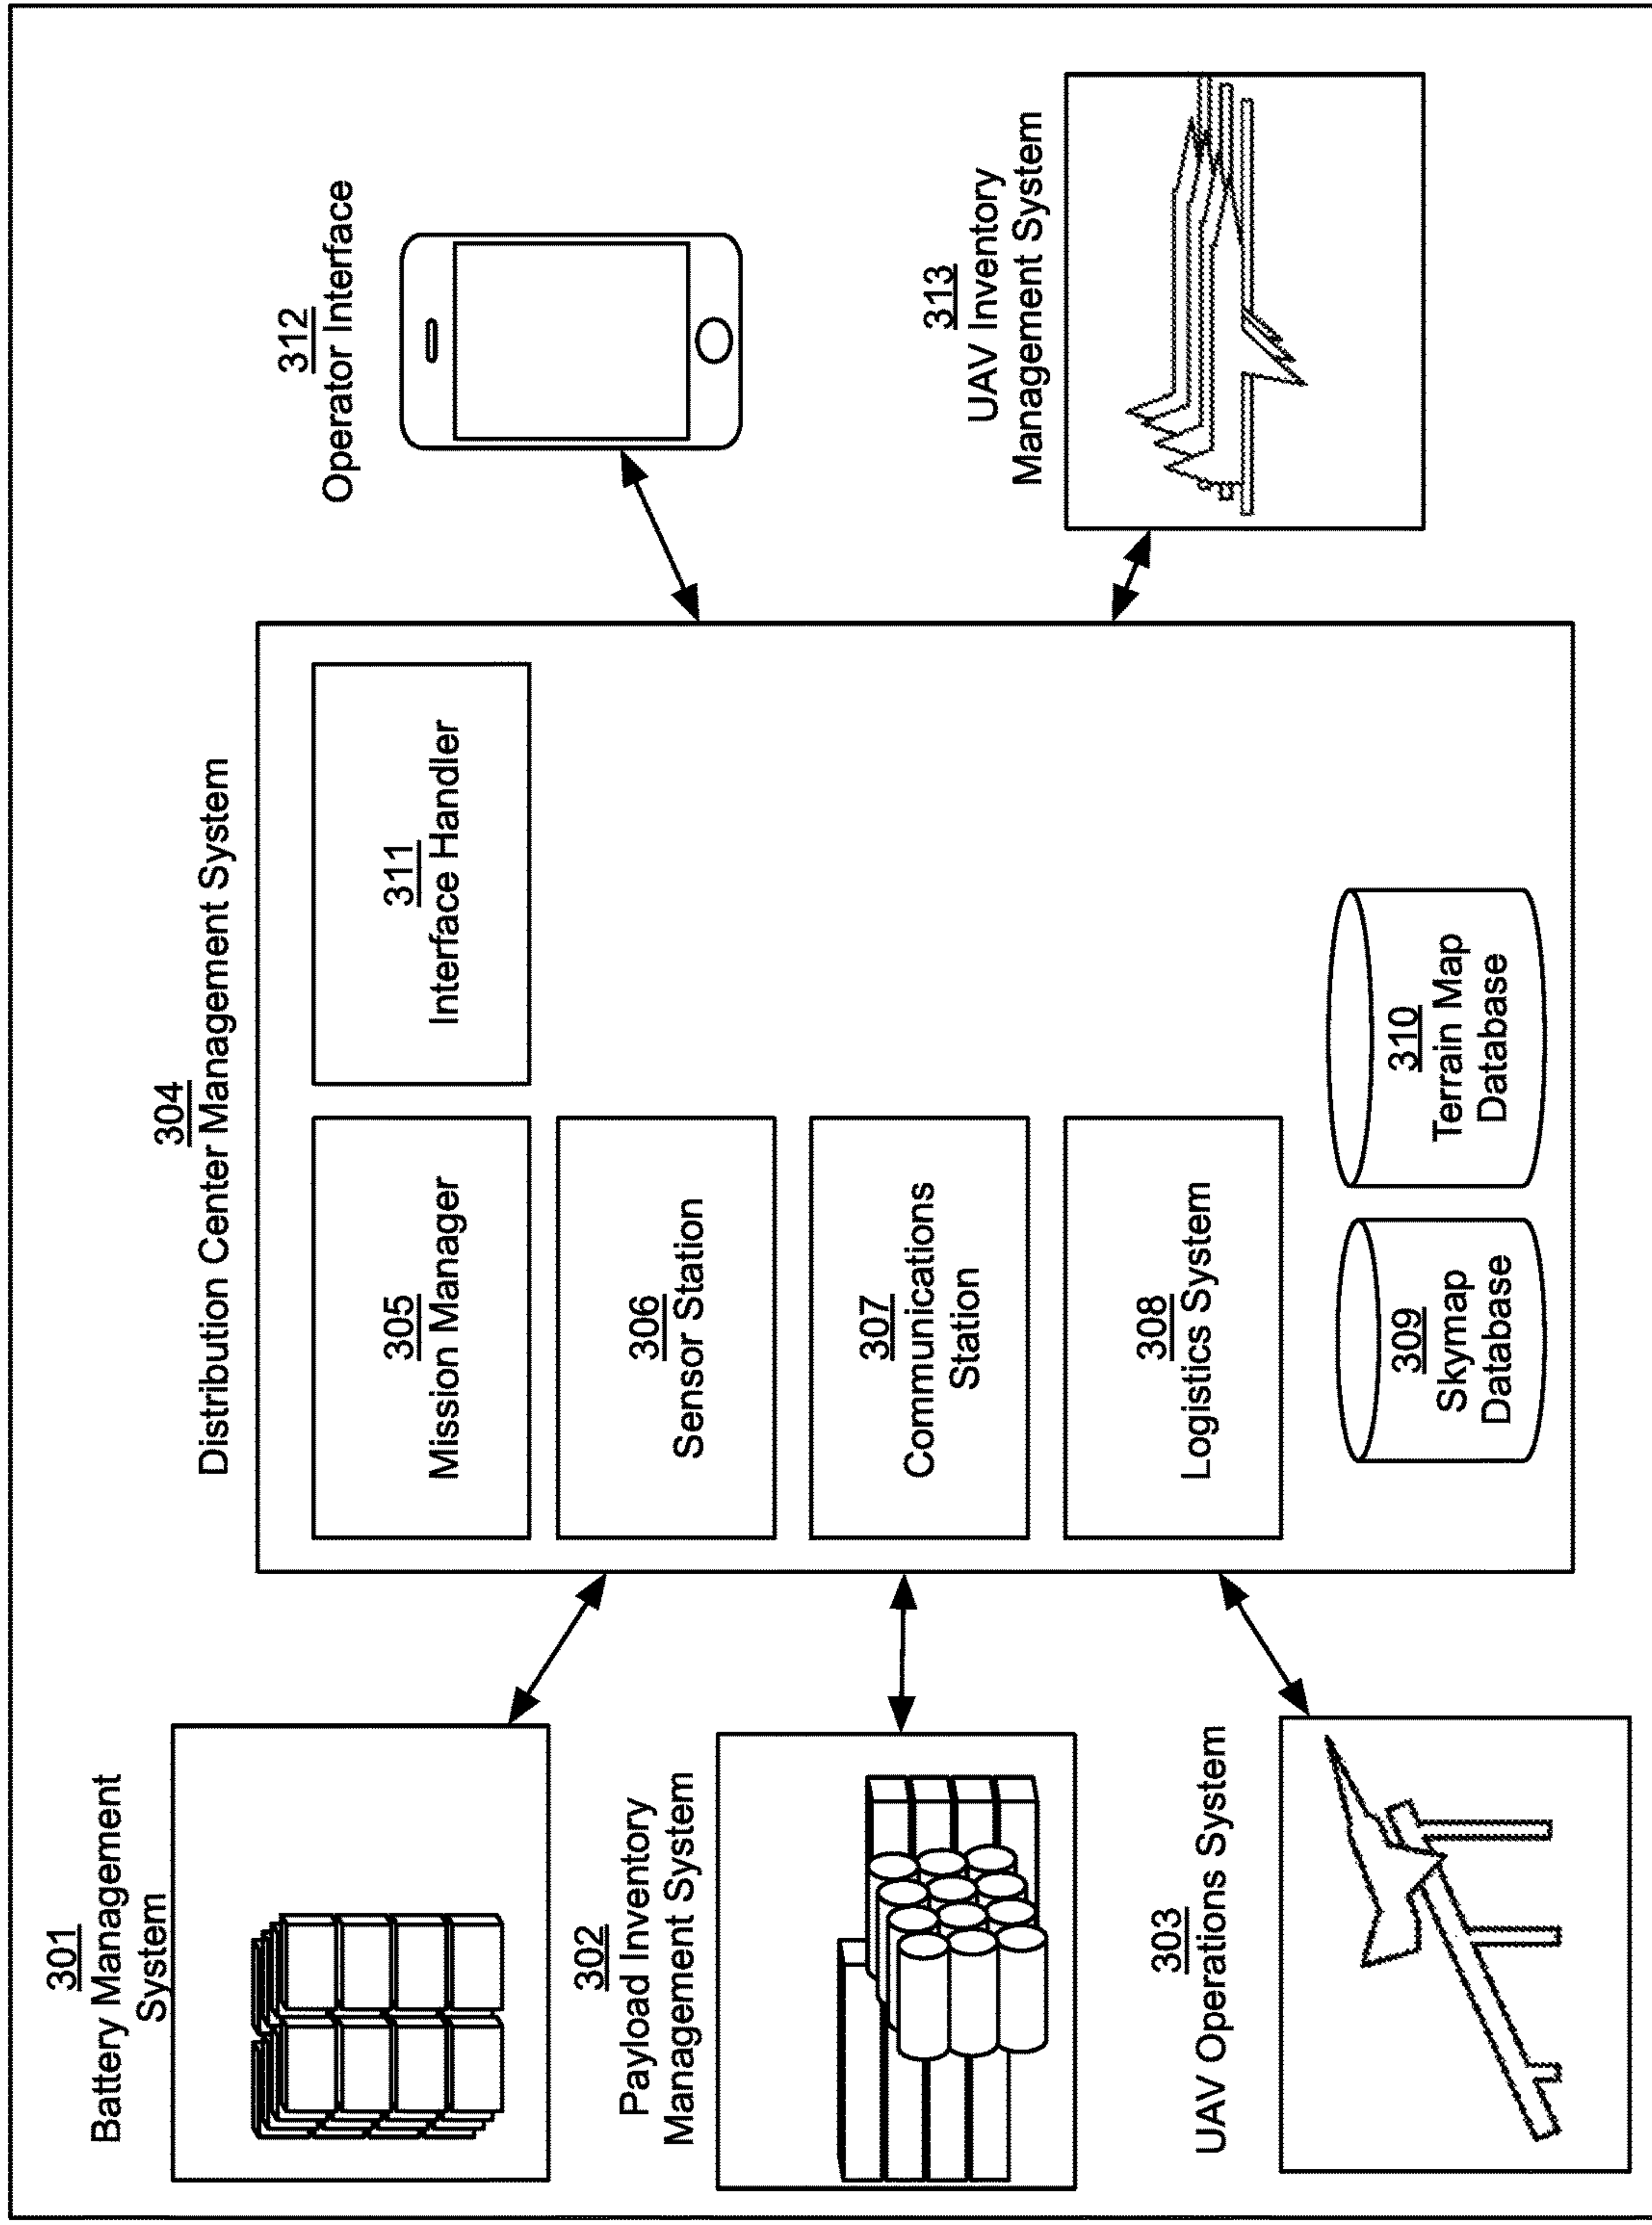 301
Battery Management
System
302
Payload Inventory
Management System
303
UAV Operations System
304
Distribution Center Management System
305
Mission Manager
306
Sensor Station
307
Communications
Station
308
Logistics System
309
Skymap
Database
310
Terrain Map
Database
311
Interface Handler
312
Operator Interface
313
UAV Inventory
Management System